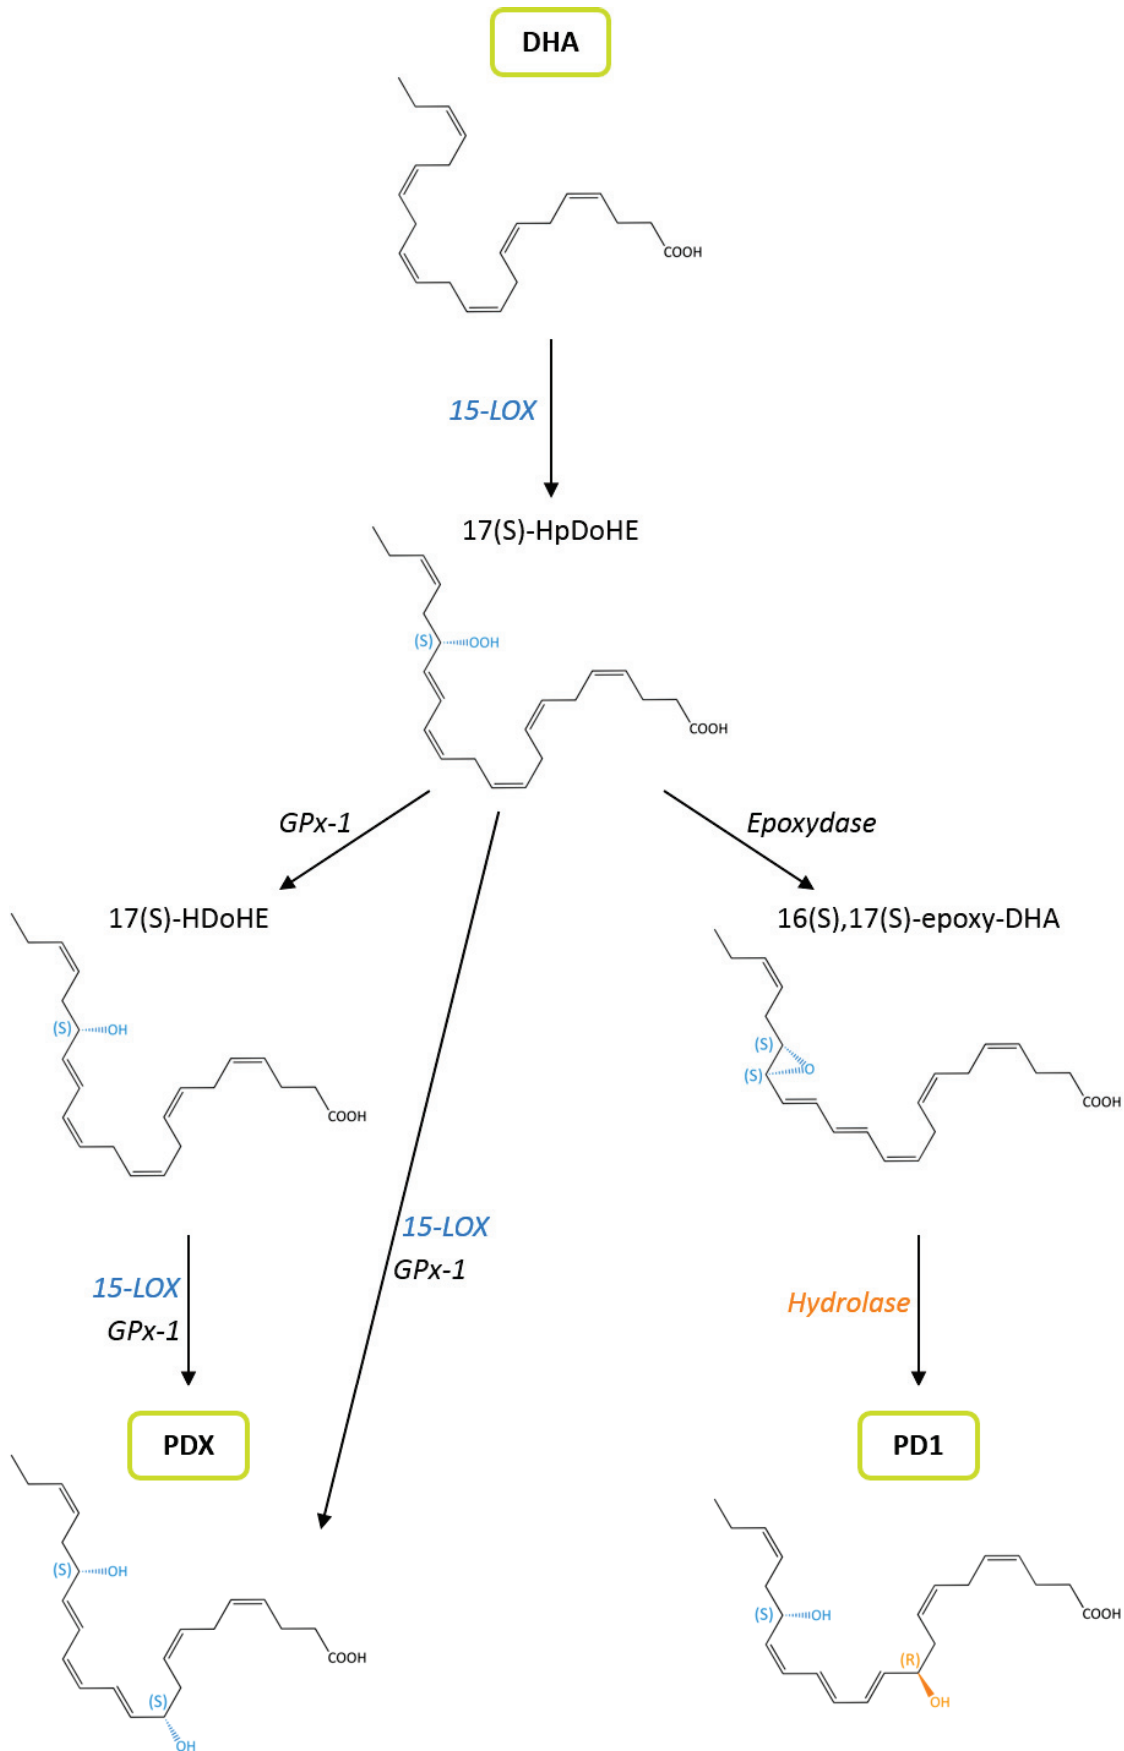 DHA
COOH
15-LOX
17(S)-HpDoHE
(S) OOH
COOH
GPx-1
Epoxydase
17(S)-HDoHE
16(S),17(S)-epoxy-DHA
(S) OH
COOH
(S)
(S) O
COOH
15-LOX
GPx-1
15-LOX
GPx-1
Hydrolase
PDX
PD1
(S) OH
COOH
(S)
OH
(S) OH
COOH
(R)
OH